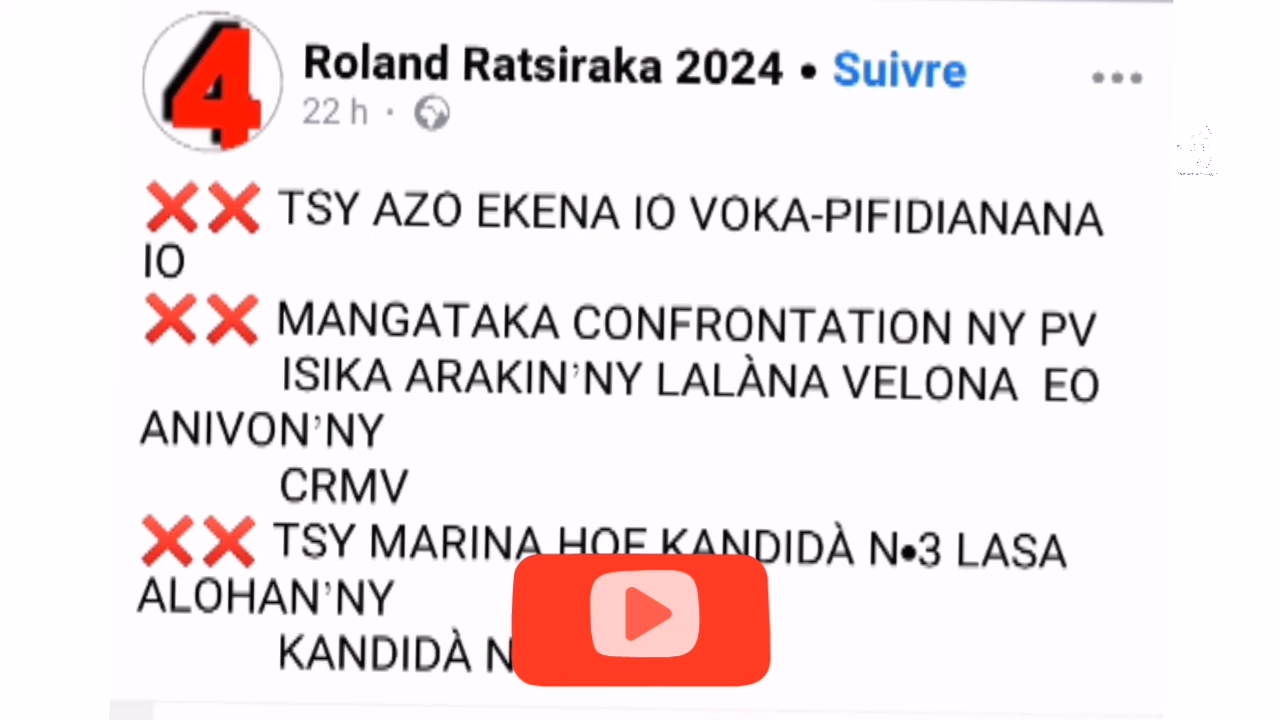 4
Roland Ratsiraka 2024 • Suivre
22 h ·
❌❌ TSY AZO EKENA IO VOKA-PIFIDIANANA
IO
❌❌ MANGATAKA CONFRONTATION NY PV
ISIKA ARAKIN’NY LALÀNA VELONA EO
ANIVON’NY
CRMV
❌❌ TSY MARINA HOE KANDIDÀ N•3 LASA
ALOHAN’NY
KANDIDÀ